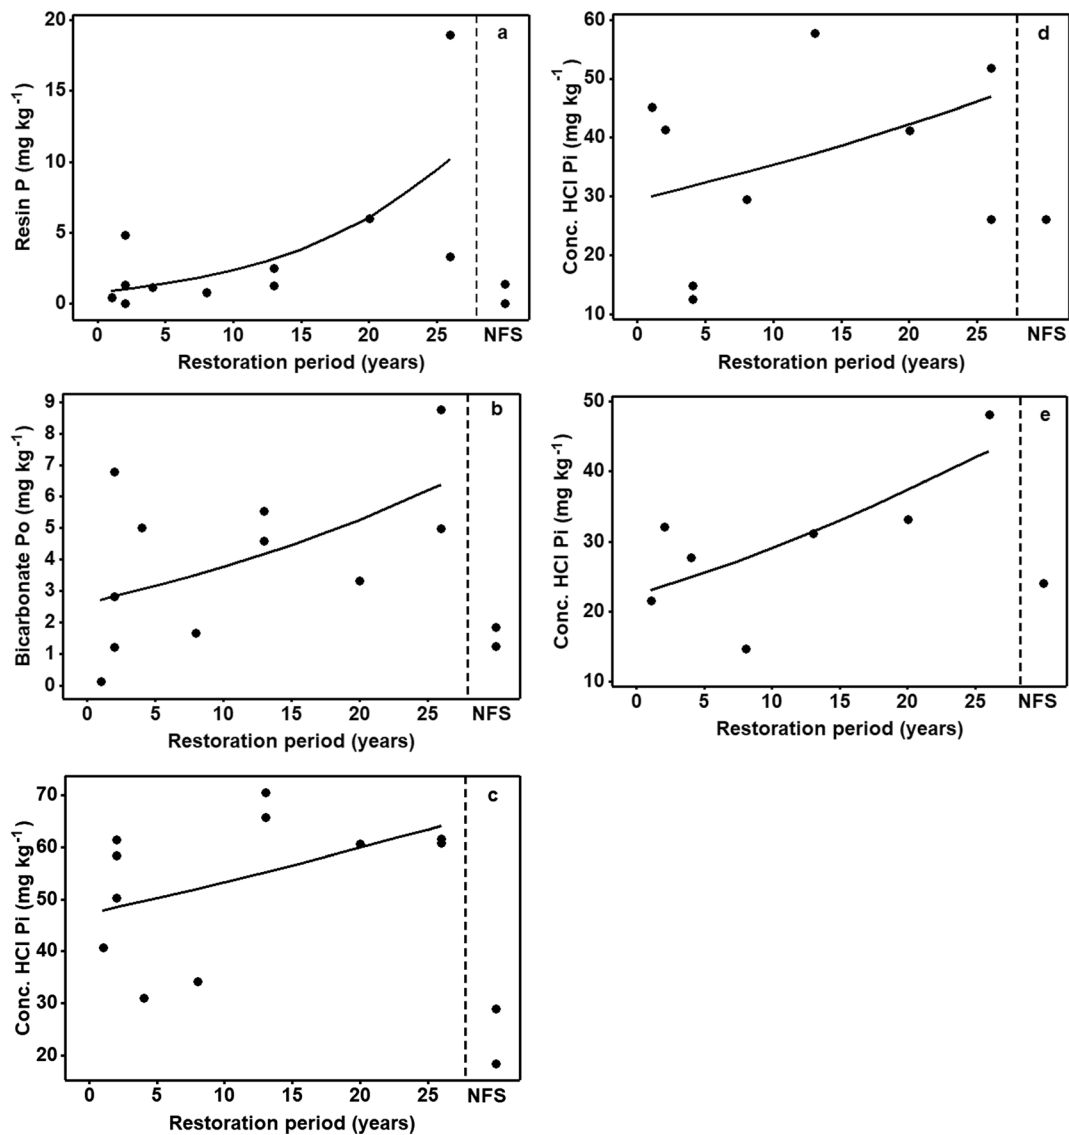 a
20
15
10
5
0
Resin P (mg kg⁻¹)
0 5 10 15 20 25 NFS
Restoration period (years)
d
60
50
40
30
20
10
Conc. HCl Pi (mg kg⁻¹)
0 5 10 15 20 25 NFS
Restoration period (years)
b
9
8
7
6
5
4
3
2
1
0
Bicarbonate Po (mg kg⁻¹)
0 5 10 15 20 25 NFS
Restoration period (years)
e
50
40
30
20
10
Conc. HCl Pi (mg kg⁻¹)
0 5 10 15 20 25 NFS
Restoration period (years)
c
70
60
50
40
30
20
Conc. HCl Pi (mg kg⁻¹)
0 5 10 15 20 25 NFS
Restoration period (years)